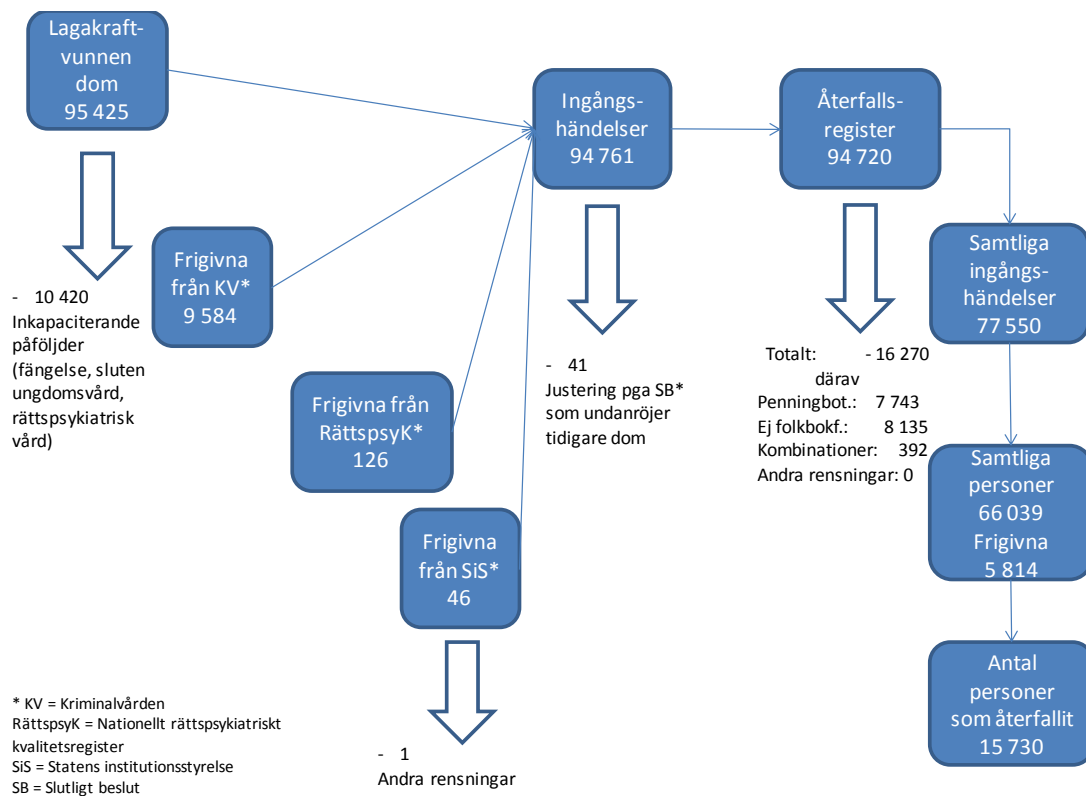 Lagakraft-
vunnen
dom
95 425
- 10 420
Inkapaciterande
påföljder
(fängelse, sluten
ungdomsvård,
rättspsykiatrisk
vård)
Frigivna
från KV*
9 584
Frigivna från
RättspsyK*
126
Frigivna
från SiS*
46
- 1
Andra rensningar
Ingångs-
händelser
94 761
- 41
Justering pga SB*
som undanröjer
tidigare dom
Återfalls-
register
94 720
Totalt: - 16 270
därav
Penningbot.: 7 743
Ej folkbokf.: 8 135
Kombinationer: 392
Andra rensningar: 0
Samtliga
ingångs-
händelser
77 550
Samtliga
personer
66 039
Frigivna
5 814
Antal
personer
som återfallit
15 730
* KV = Kriminalvården
RättspsyK = Nationellt rättspsykiatriskt
kvalitetsregister
SiS = Statens institutionsstyrelse
SB = Slutligt beslut